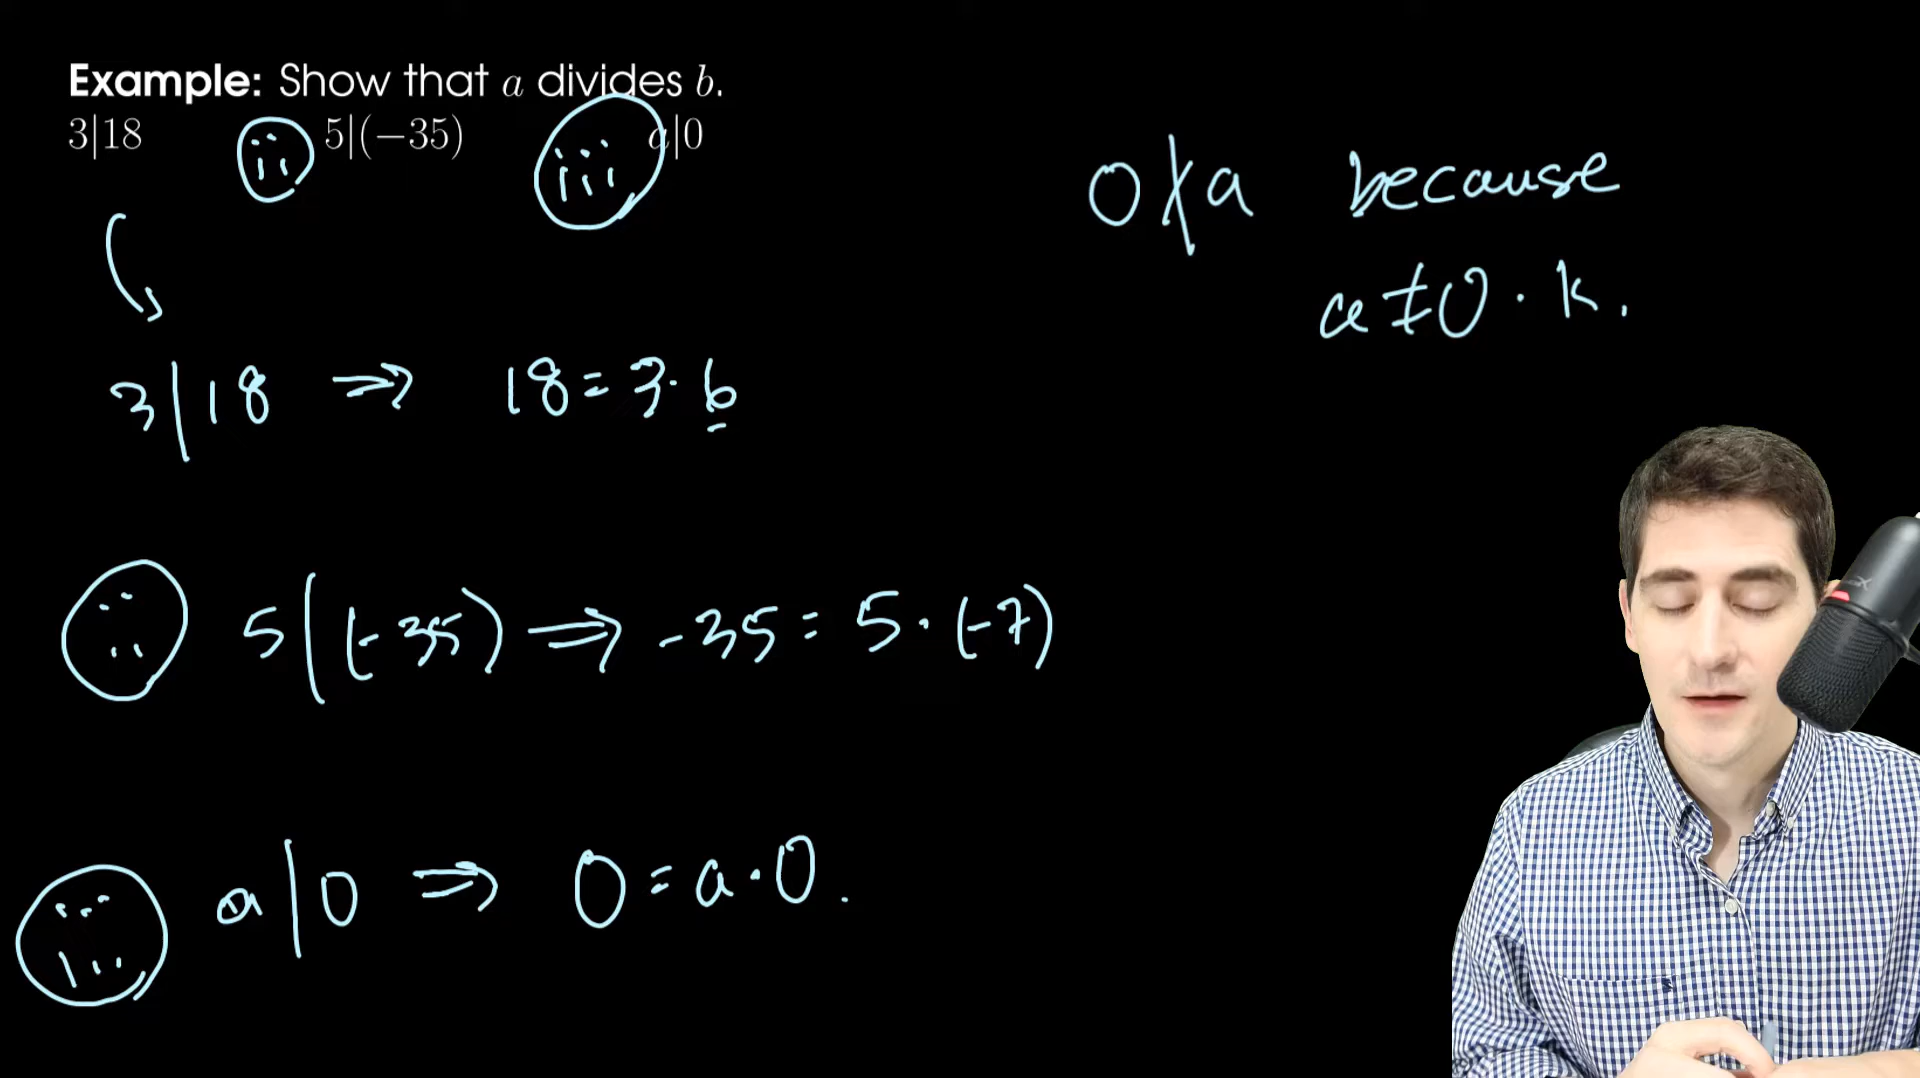 Example: Show that a divides b.
3|18 ii 5|(−35) iii a|0
0∤a because
a≠0·k.
3|18 ⇒ 18=3·6
ii 5|(-35) ⇒ -35=5·(-7)
iii a|0 ⇒ 0=a·0.